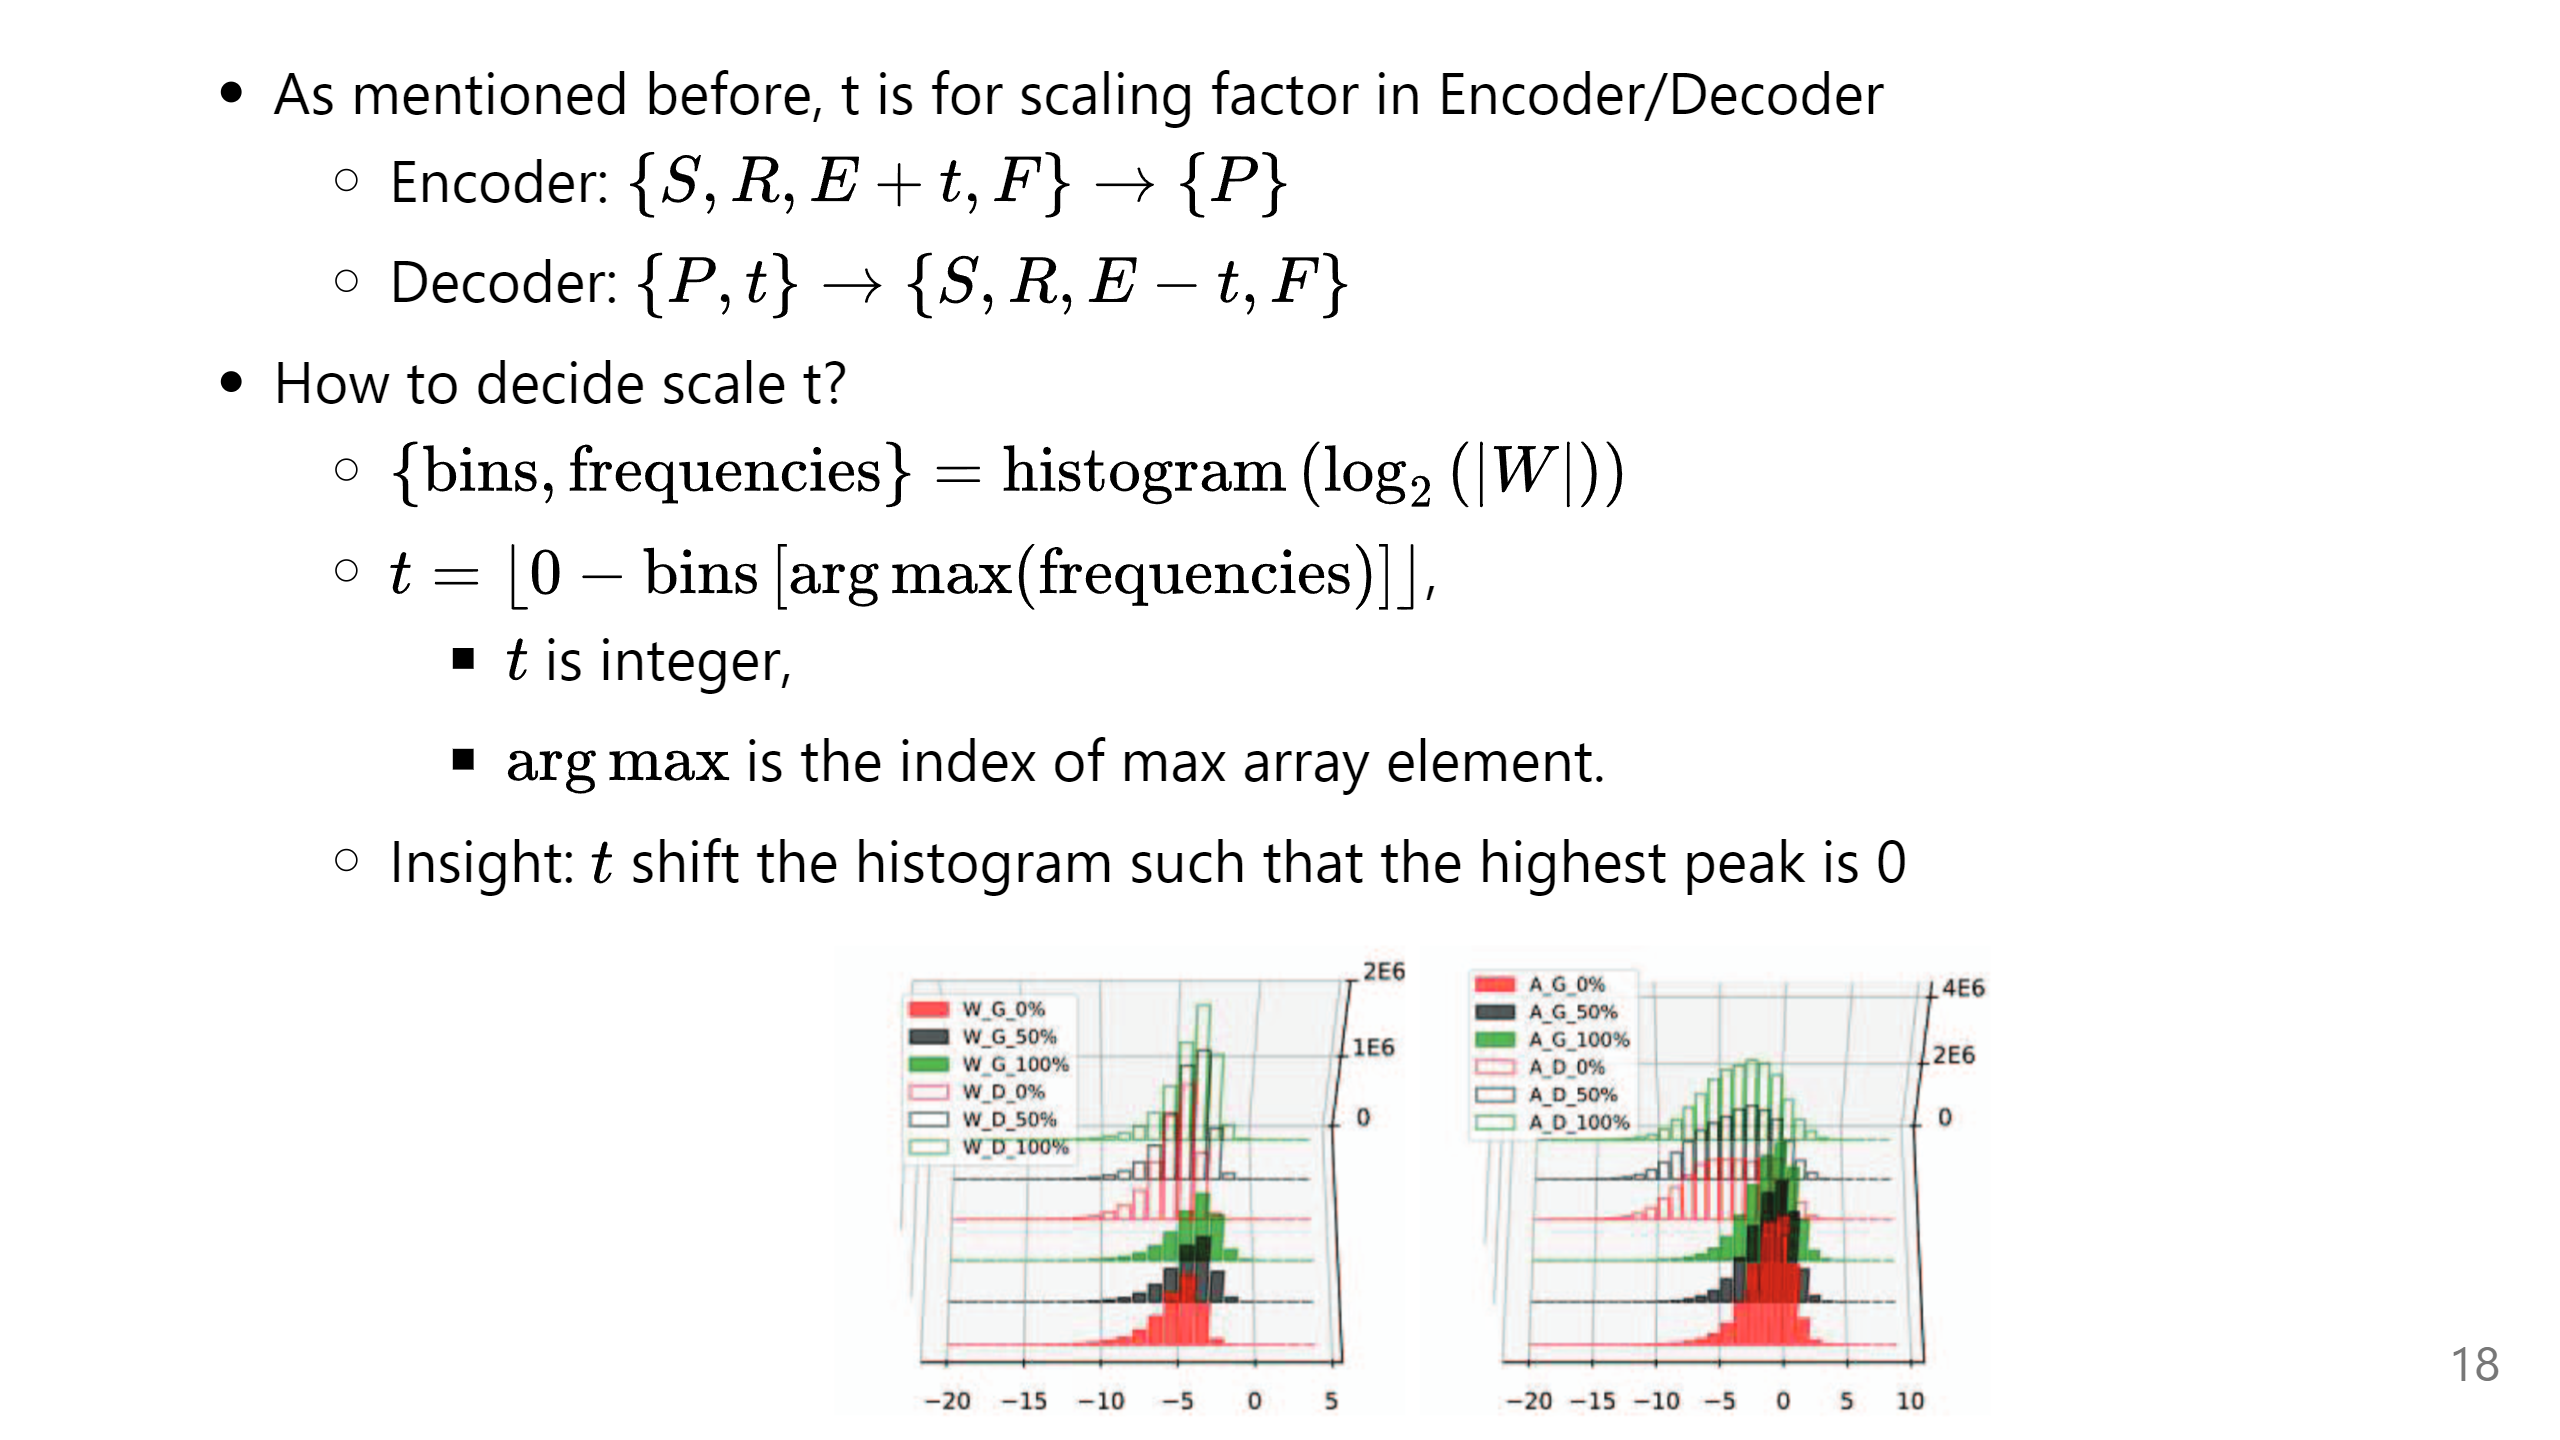 • As mentioned before, t is for scaling factor in Encoder/Decoder
○ Encoder: {S, R, E + t, F} → {P}
○ Decoder: {P, t} → {S, R, E − t, F}
• How to decide scale t?
○ {bins, frequencies} = histogram (log₂ (|W|))
○ t = ⌊0 − bins [arg max(frequencies)]⌋,
■ t is integer,
■ arg max is the index of max array element.
○ Insight: t shift the histogram such that the highest peak is 0
W_G_0%
W_G_50%
W_G_100%
W_D_0%
W_D_50%
W_D_100%
2E6
1E6
0
−20 −15 −10 −5 0 5
A_G_0%
A_G_50%
A_G_100%
A_D_0%
A_D_50%
A_D_100%
4E6
2E6
0
−20 −15 −10 −5 0 5 10
18